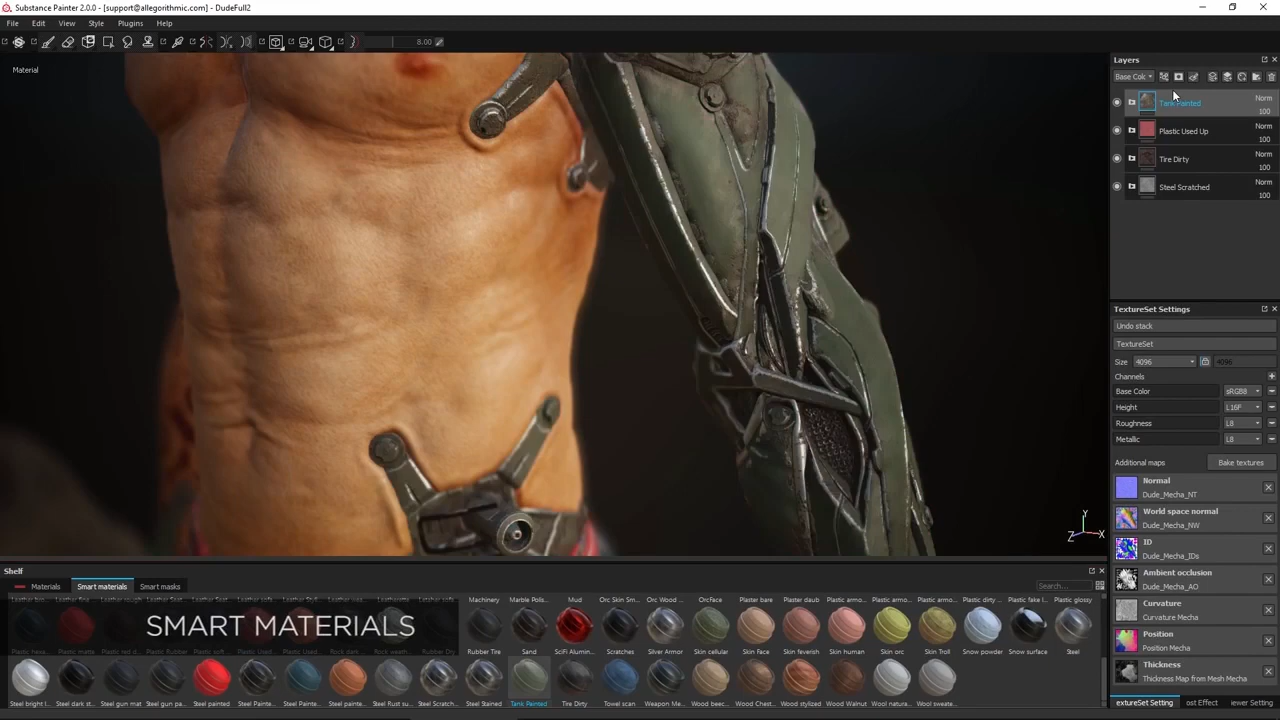 Substance Painter 2.0.0 - [support@allegorithmic.com] - DudeFull2
File Edit View Style Plugins Help
8.00
Material
Layers
Base Col
Tank Painted Norm
100
Plastic Used Up Norm
100
Tire Dirty Norm
100
Steel Scratched Norm
100
TextureSet Settings
Undo stack
TextureSet
Size 4096 4096
Channels
Base Color sRGB8
Height L16F
Roughness L8
Metallic L8
Additional maps Bake textures
Normal
Dude_Mecha_NT
World space normal
Dude_Mecha_NW
ID
Dude_Mecha_IDs
Ambient occlusion
Dude_Mecha_AO
Curvature
Curvature Mecha
Position
Position Mecha
Thickness
Thickness Map from Mesh Mecha
extureSet Setting ost Effect ewer Setting
Y
Z X
Shelf
Materials Smart materials Smart masks Search...
Machinery Marble Polis... Mud Orc Skin Sm... Orc Wood ... OrcFace Plaster bare Plaster daub Plastic armo... Plastic armo... Plastic armo... Plastic dirty ... Plastic fake l... Plastic glossy
SMART MATERIALS
Rubber Tire Sand SciFi Alumin... Scratches Silver Armor Skin cellular Skin Face Skin feverish Skin human Skin orc Skin Troll Snow powder Snow surface Steel
Steel bright l... Steel dark st... Steel gun mat Steel gun pa... Steel painted Steel Painte... Steel Painte... Steel painte... Steel Rust su... Steel Scratch... Steel Stained Tank Painted Tire Dirty Towel scan Weapon Me... Wood beec... Wood Chest... Wood stylized Wood Walnut Wool natura... Wool sweate...